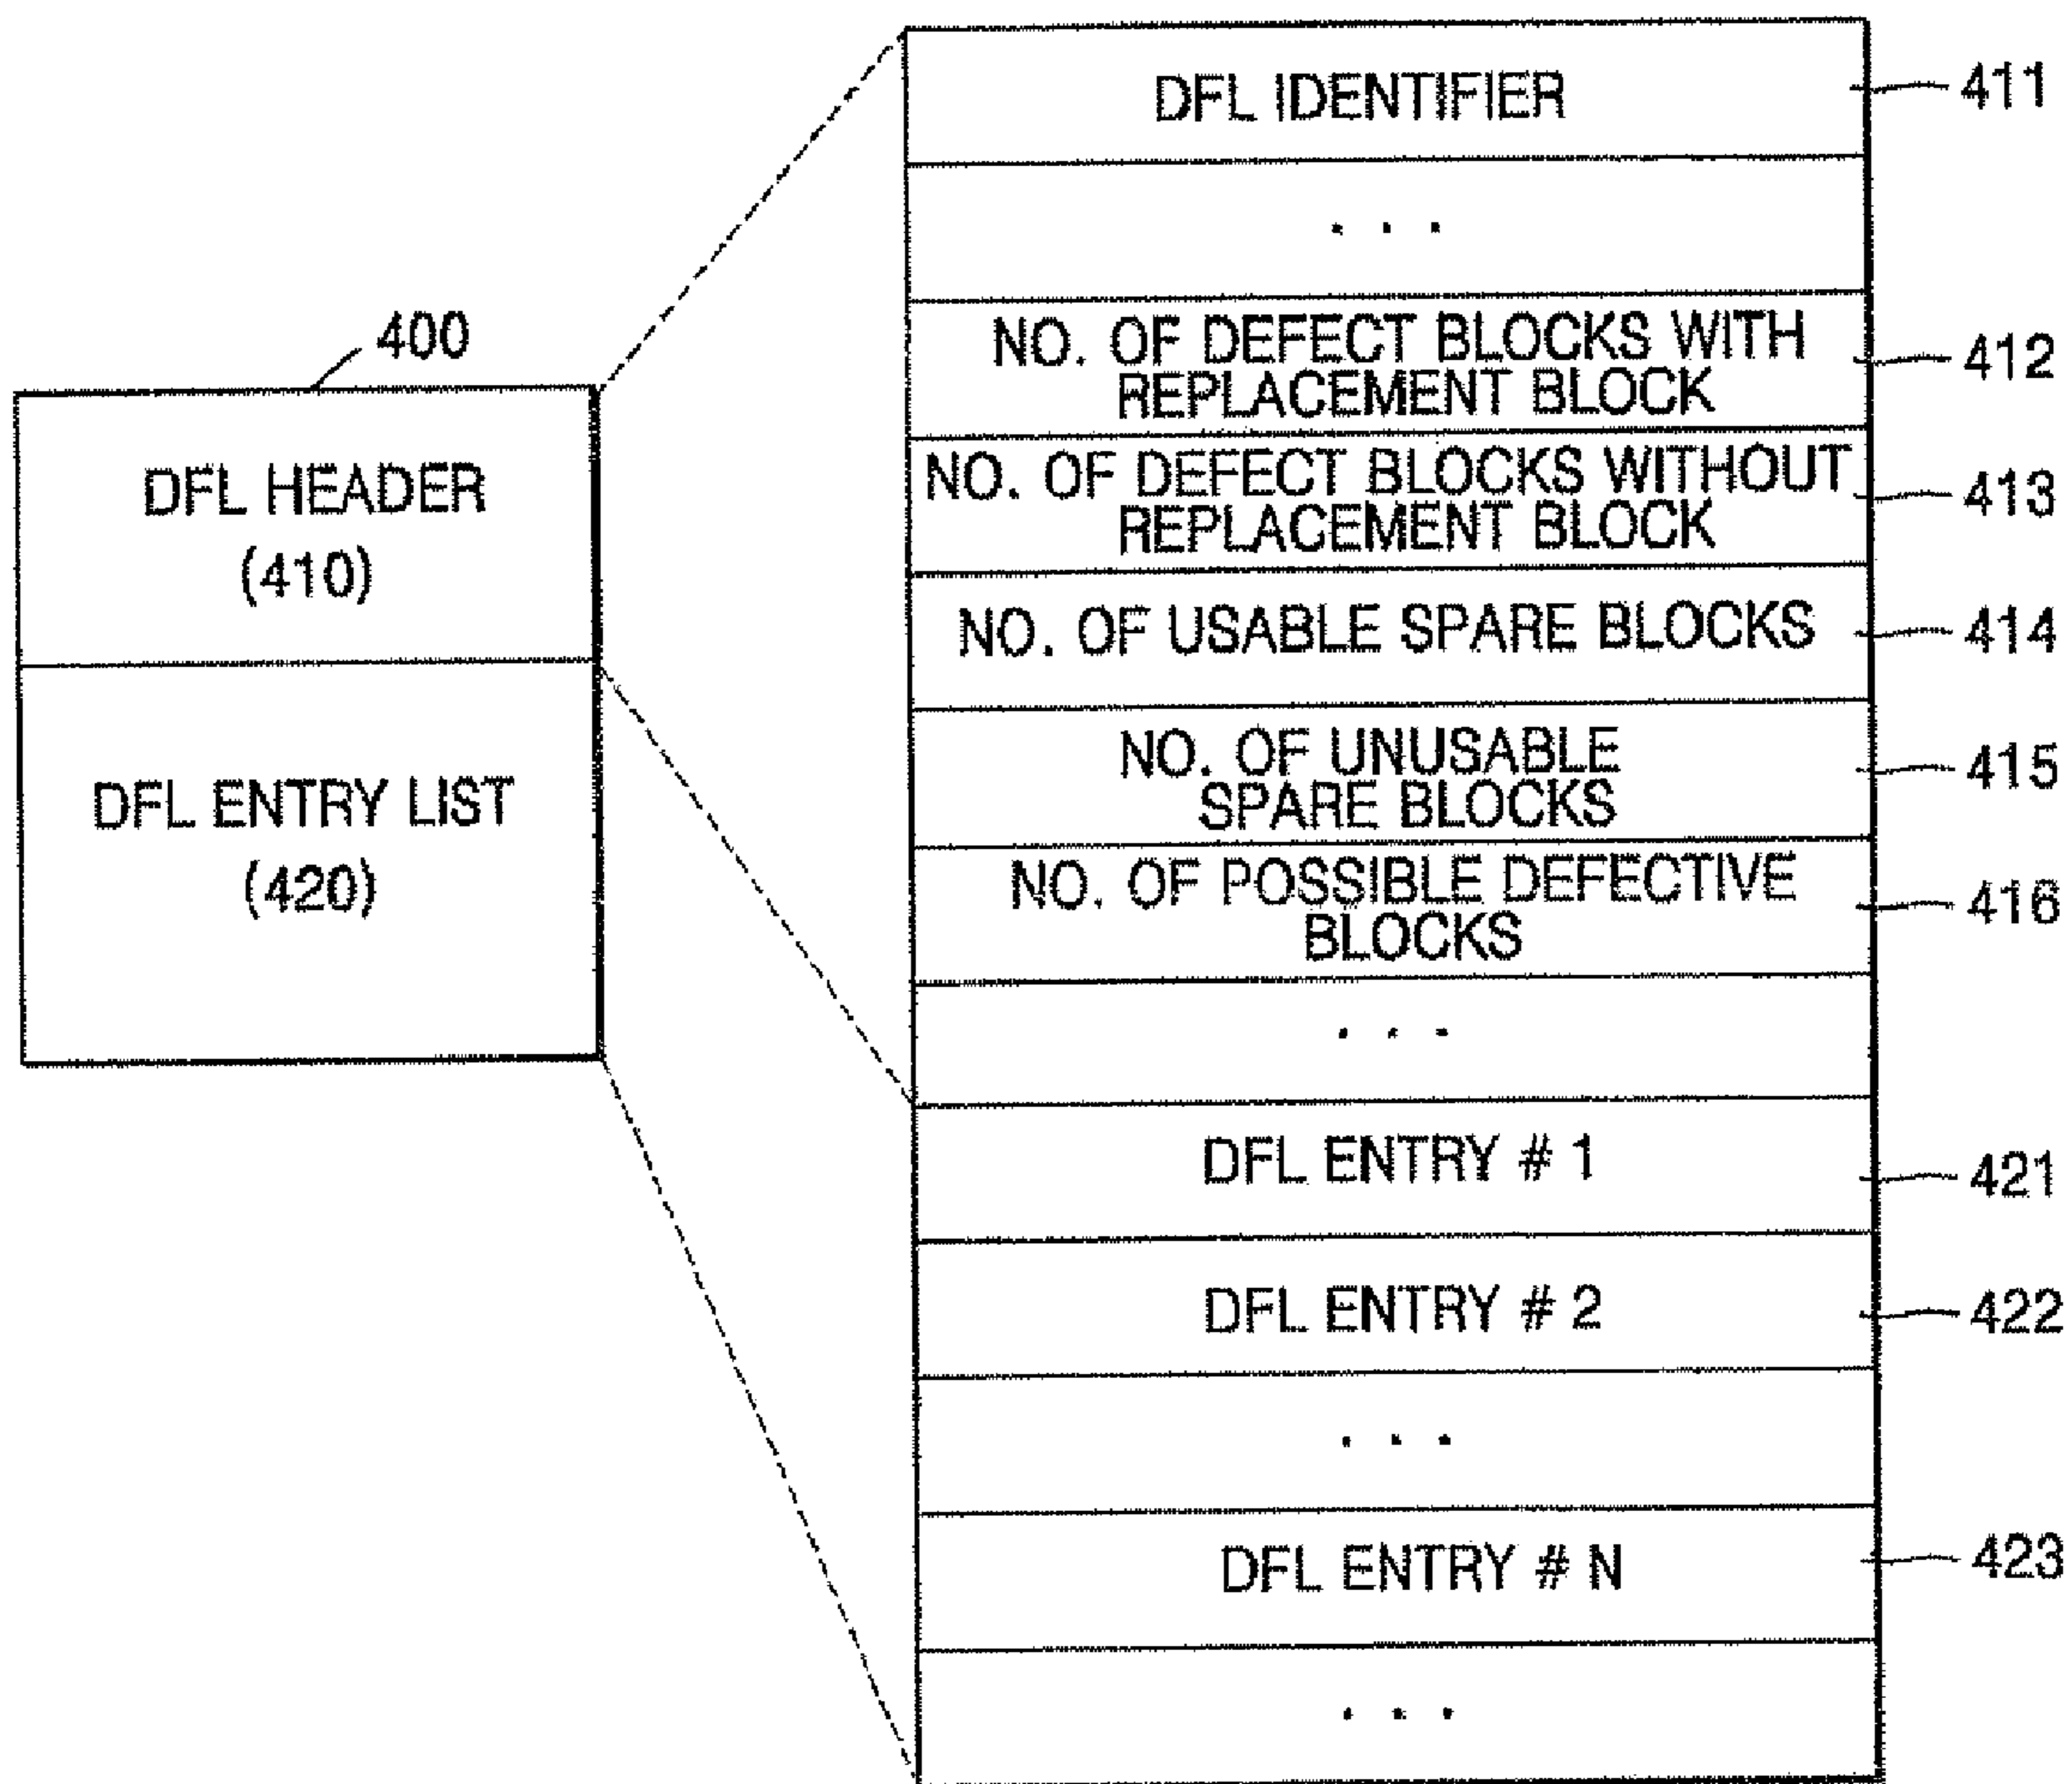 400
DFL HEADER
(410)
DFL ENTRY LIST
(420)
DFL IDENTIFIER
411
. . .
NO. OF DEFECT BLOCKS WITH
REPLACEMENT BLOCK
412
NO. OF DEFECT BLOCKS WITHOUT
REPLACEMENT BLOCK
413
NO. OF USABLE SPARE BLOCKS
414
NO. OF UNUSABLE
SPARE BLOCKS
415
NO. OF POSSIBLE DEFECTIVE
BLOCKS
416
. . .
DFL ENTRY # 1
421
DFL ENTRY # 2
422
. . .
DFL ENTRY # N
423
. . .